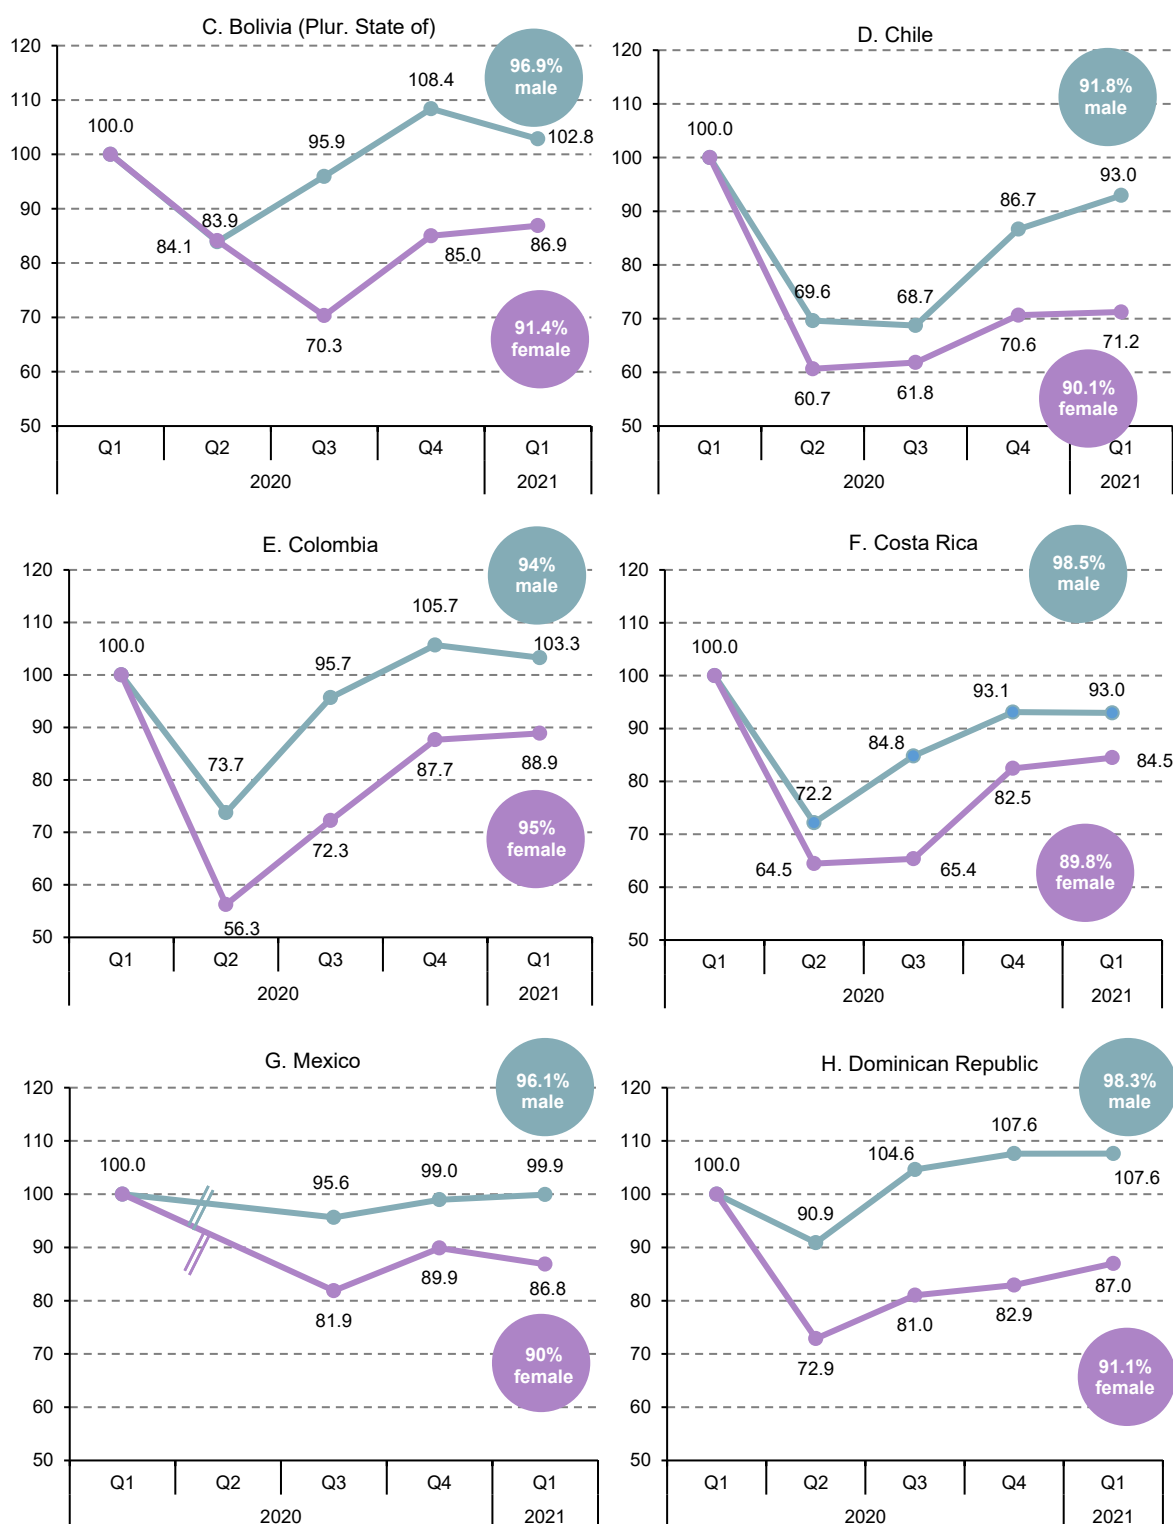 C. Bolivia (Plur. State of)
120
110
100
90
80
70
60
50
96.9%
male
108.4
102.8
100.0
95.9
83.9
84.1
85.0
86.9
70.3
91.4%
female
Q1
Q2
Q3
Q4
Q1
2020
2021
D. Chile
120
110
100
90
80
70
60
50
91.8%
male
100.0
93.0
86.7
69.6
68.7
70.6
71.2
60.7
61.8
90.1%
female
Q1
Q2
Q3
Q4
Q1
2020
2021
E. Colombia
120
110
100
90
80
70
60
50
94%
male
105.7
103.3
100.0
95.7
73.7
87.7
88.9
72.3
56.3
95%
female
Q1
Q2
Q3
Q4
Q1
2020
2021
F. Costa Rica
120
110
100
90
80
70
60
50
98.5%
male
100.0
93.1
93.0
84.8
84.5
72.2
82.5
64.5
65.4
89.8%
female
Q1
Q2
Q3
Q4
Q1
2020
2021
G. Mexico
120
110
100
90
80
70
60
50
96.1%
male
100.0
95.6
99.0
99.9
89.9
86.8
81.9
90%
female
Q1
Q2
Q3
Q4
Q1
2020
2021
H. Dominican Republic
120
110
100
90
80
70
60
50
98.3%
male
107.6
104.6
107.6
100.0
90.9
87.0
81.0
82.9
72.9
91.1%
female
Q1
Q2
Q3
Q4
Q1
2020
2021